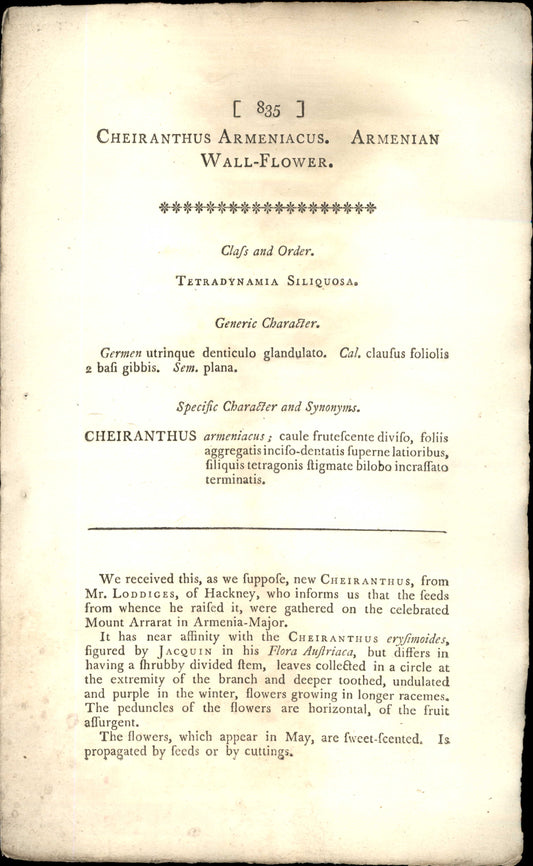 [ 835 ]
CHEIRANTHUS ARMENIACUS. ARMENIAN
WALL-FLOWER.
Claſs and Order.
TETRADYNAMIA SILIQUOSA.
Generic Character.
Germen utrinque denticulo glandulato. Cal. clauſus foliolis
2 baſi gibbis. Sem. plana.
Specific Character and Synonyms.
CHEIRANTHUS armeniacus; caule fruteſcente diviſo, foliis
aggregatis inciſo-dentatis ſuperne latioribus,
ſiliquis tetragonis ſtigmate bilobo incraſſato
terminatis.
We received this, as we ſuppoſe, new CHEIRANTHUS, from
Mr. LODDIGES, of Hackney, who informs us that the ſeeds
from whence he raiſed it, were gathered on the celebrated
Mount Arrarat in Armenia-Major.
It has near affinity with the CHEIRANTHUS eryſimoides,
figured by JACQUIN in his Flora Auſtriaca, but differs in
having a ſhrubby divided ſtem, leaves collected in a circle at
the extremity of the branch and deeper toothed, undulated
and purple in the winter, flowers growing in longer racemes.
The peduncles of the flowers are horizontal, of the fruit
aſſurgent.
The flowers, which appear in May, are ſweet-ſcented. Is
propagated by ſeeds or by cuttings.